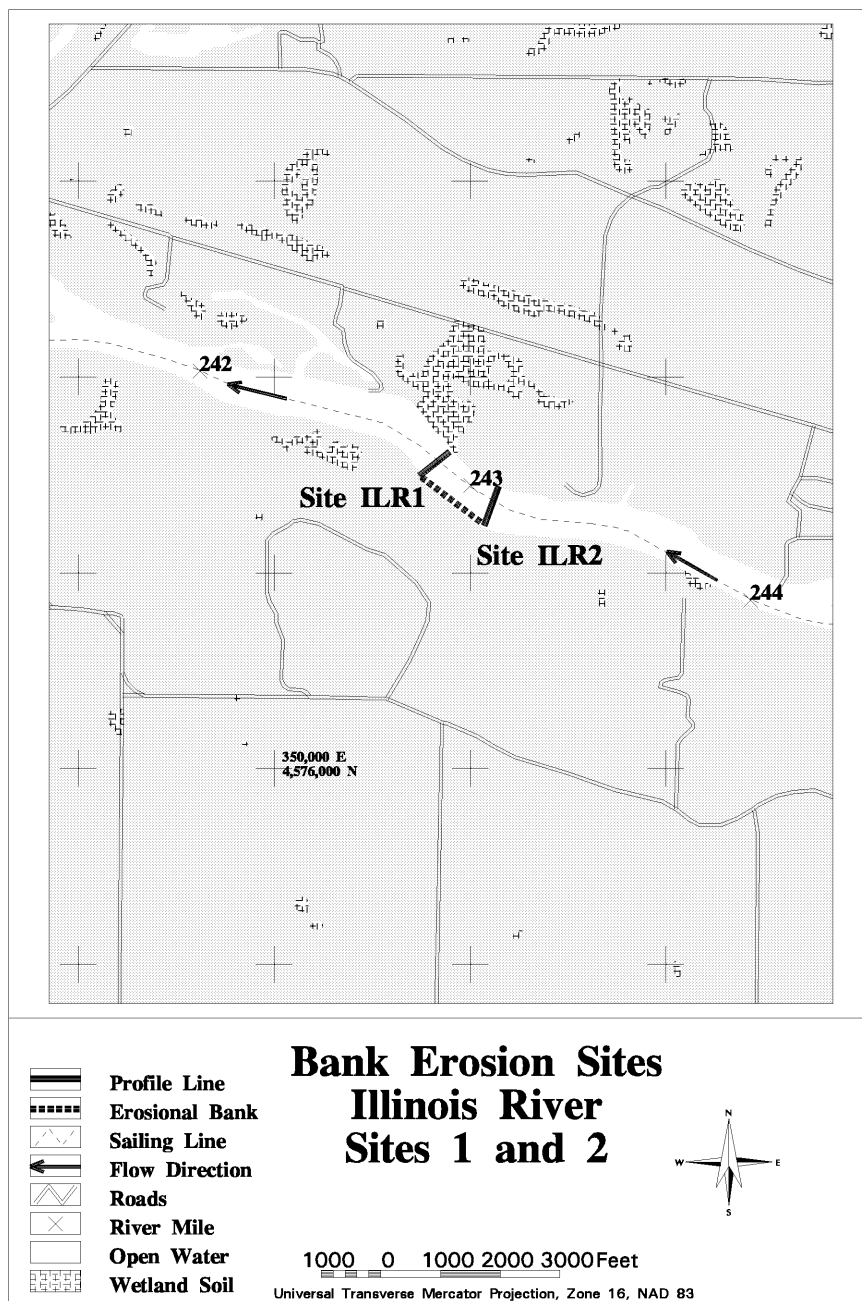 242
243
Site ILR1
Site ILR2
244
350,000 E
4,576,000 N
Profile Line
Erosional Bank
Sailing Line
Flow Direction
Roads
River Mile
Open Water
Wetland Soil
Bank Erosion Sites
Illinois River
Sites 1 and 2
N
W E
S
1000 0 1000 2000 3000 Feet
Universal Transverse Mercator Projection, Zone 16, NAD 83